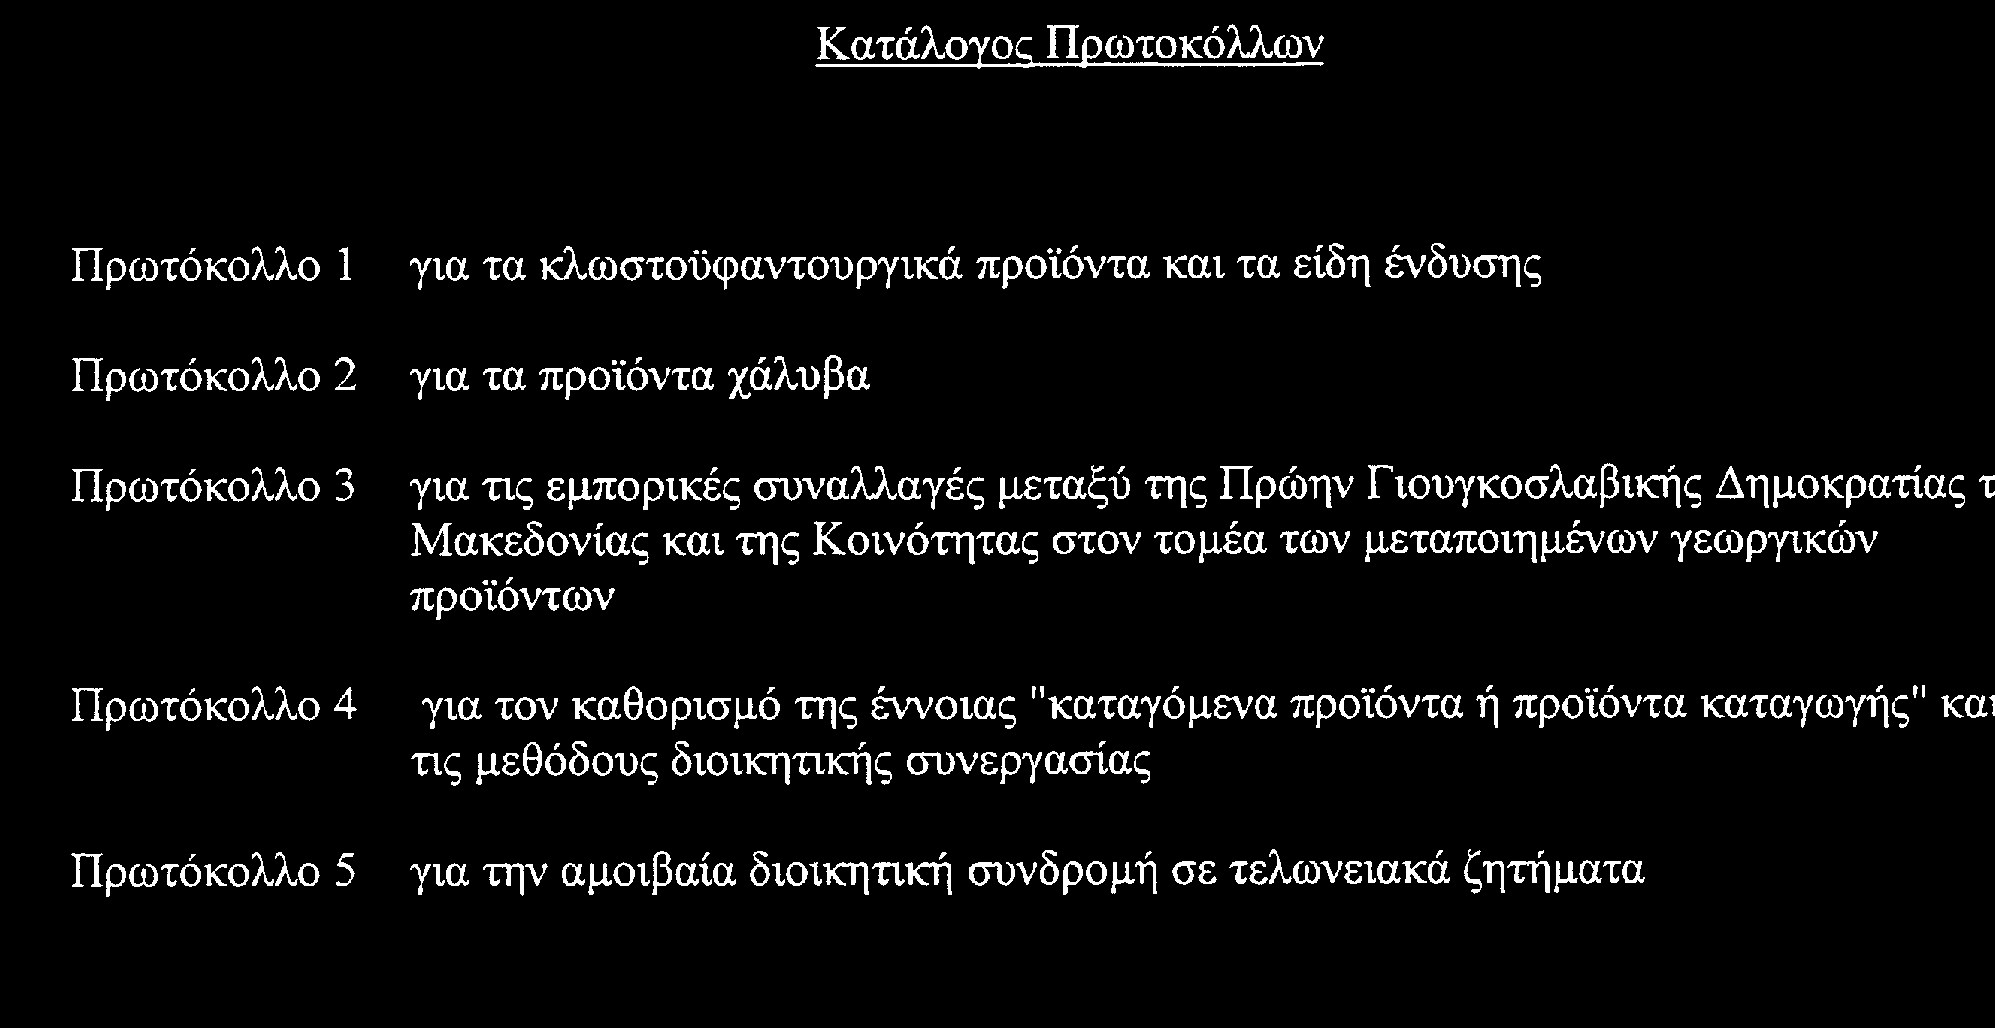 Κατάλογος Πρωτοκόλλων
Πρωτόκολλο 1 για τα κλωστοϋφαντουργικά προϊόντα και τα είδη ένδυσης
Πρωτόκολλο 2 για τα προϊόντα χάλυβα
Πρωτόκολλο 3 για τις εμπορικές συναλλαγές μεταξύ της Πρώην Γιουγκοσλαβικής Δημοκρατίας
Μακεδονίας και της Κοινότητας στον τομέα των μεταποιημένων γεωργικών
προϊόντων
Πρωτόκολλο 4 για τον καθορισμό της έννοιας "καταγόμενα προϊόντα ή προϊόντα καταγωγής" και
τις μεθόδους διοικητικής συνεργασίας
Πρωτόκολλο 5 για την αμοιβαία διοικητική συνδρομή σε τελωνειακά ζητήματα